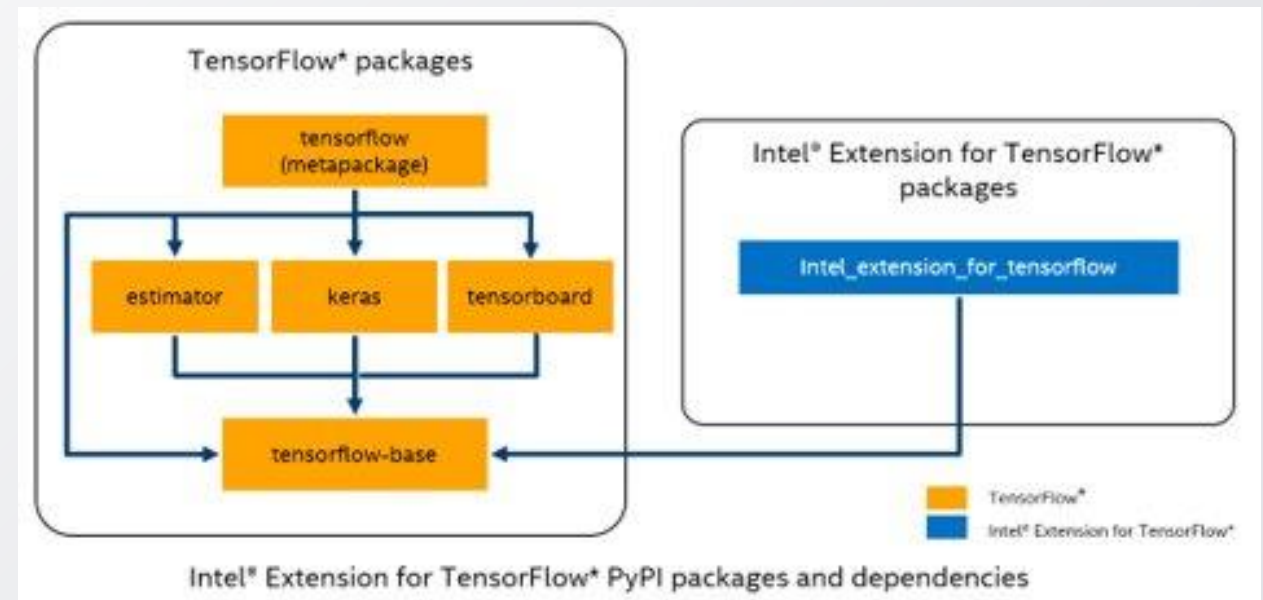 TensorFlow* packages
tensorflow
(metapackage)
estimator
keras
tensorboard
tensorflow-base
Intel® Extension for TensorFlow*
packages
Intel_extension_for_tensorflow
TensorFlow*
Intel® Extension for TensorFlow*
Intel® Extension for TensorFlow* PyPI packages and dependencies